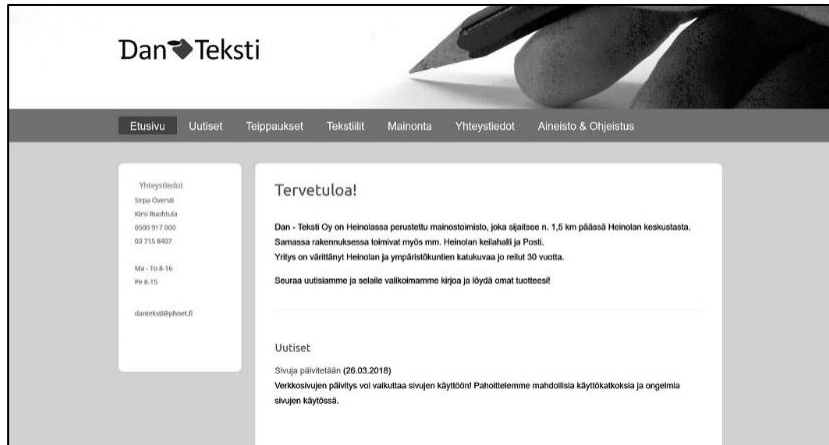 Dan Teksti
Etusivu Uutiset Teippaukset Tekstiilit Mainonta Yhteystiedot Aineisto & Ohjeistus
Yhteystiedot
Sirpa Översti
Kirsi Ruohtula
0500 917 000
03 715 8407
Ma - To 8-16
Pe 8-15
danteksti@phnet.fi
Tervetuloa!
Dan - Teksti Oy on Heinolassa perustettu mainostoimisto, joka sijaitsee n. 1,5 km päässä Heinolan keskustasta.
Samassa rakennuksessa toimivat myös mm. Heinolan keilahalli ja Posti.
Yritys on värittänyt Heinolan ja ympäristökuntien katukuvaa jo reilut 30 vuotta.
Seuraa uutisiamme ja selaile valikoimamme kirjoa ja löydä omat tuotteesi!
Uutiset
Sivuja päivitetään (26.03.2018)
Verkkosivujen päivitys voi vaikuttaa sivujen käyttöön! Pahoittelemme mahdollisia käyttökatkoksia ja ongelmia
sivujen käytössä.